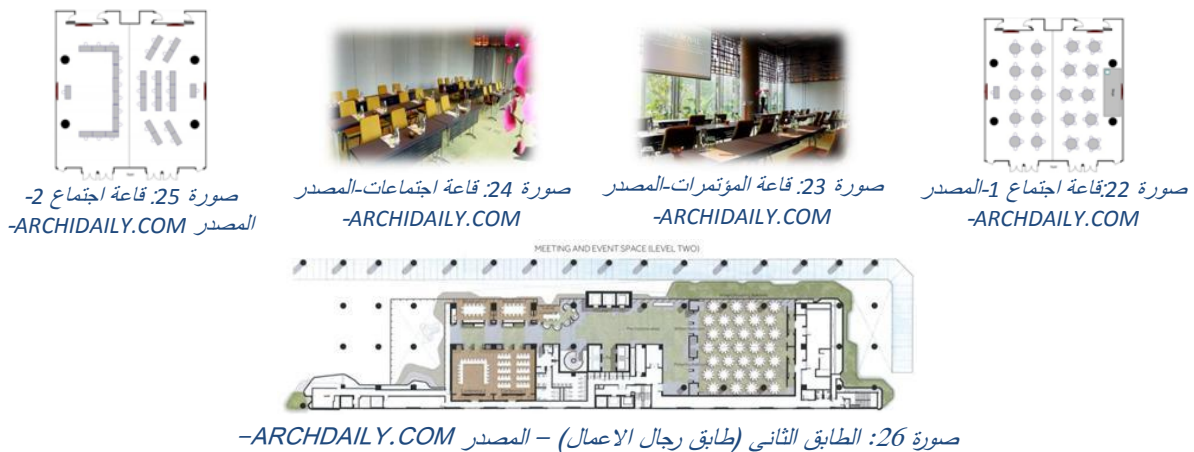 صورة 22:قاعة اجتماع 1-المصدر
ARCHIDAILY.COM-
صورة 23: قاعة المؤتمرات-المصدر
ARCHIDAILY.COM-
صورة 24: قاعة اجتماعات-المصدر
ARCHIDAILY.COM-
صورة 25: قاعة اجتماع 2-
المصدر ARCHIDAILY.COM-
MEETING AND EVENT SPACE (LEVEL TWO)
صورة 26: الطابق الثاني (طابق رجال الاعمال) – المصدر ARCHDAILY.COM–